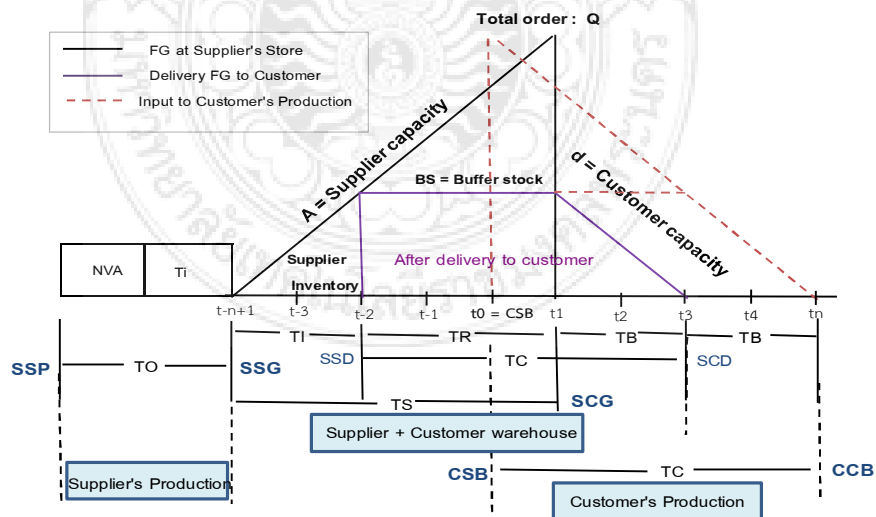 Total order : Q
FG at Supplier's Store
Delivery FG to Customer
Input to Customer's Production
A = Supplier capacity
d = Customer capacity
BS = Buffer stock
NVA
Ti
Supplier
Inventory
After delivery to customer
t-n+1
t-3
t-2
t-1
t0 = CSB
t1
t2
t3
t4
tn
TI
TR
TB
TB
SSP
TO
SSG
SSD
TC
SCD
TS
SCG
Supplier + Customer warehouse
CSB
TC
CCB
Supplier's Production
Customer's Production